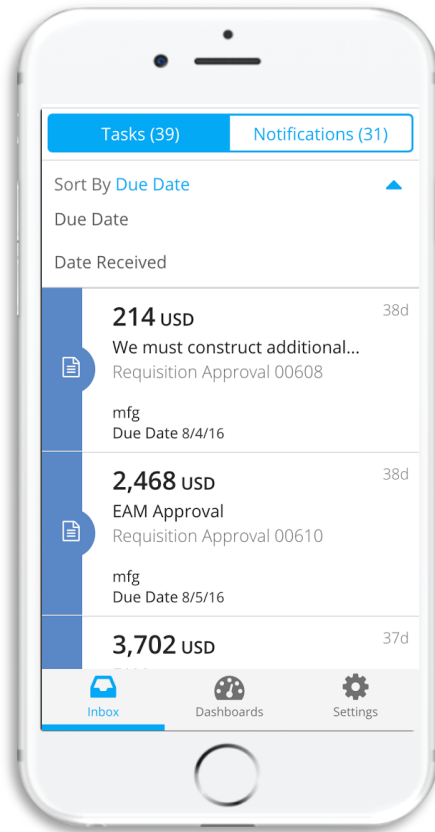 Tasks (39)
Notifications (31)
Sort By Due Date
Due Date
Date Received
214 USD
38d
We must construct additional...
Requisition Approval 00608
mfg
Due Date 8/4/16
2,468 USD
38d
EAM Approval
Requisition Approval 00610
mfg
Due Date 8/5/16
3,702 USD
37d
Inbox
Dashboards
Settings